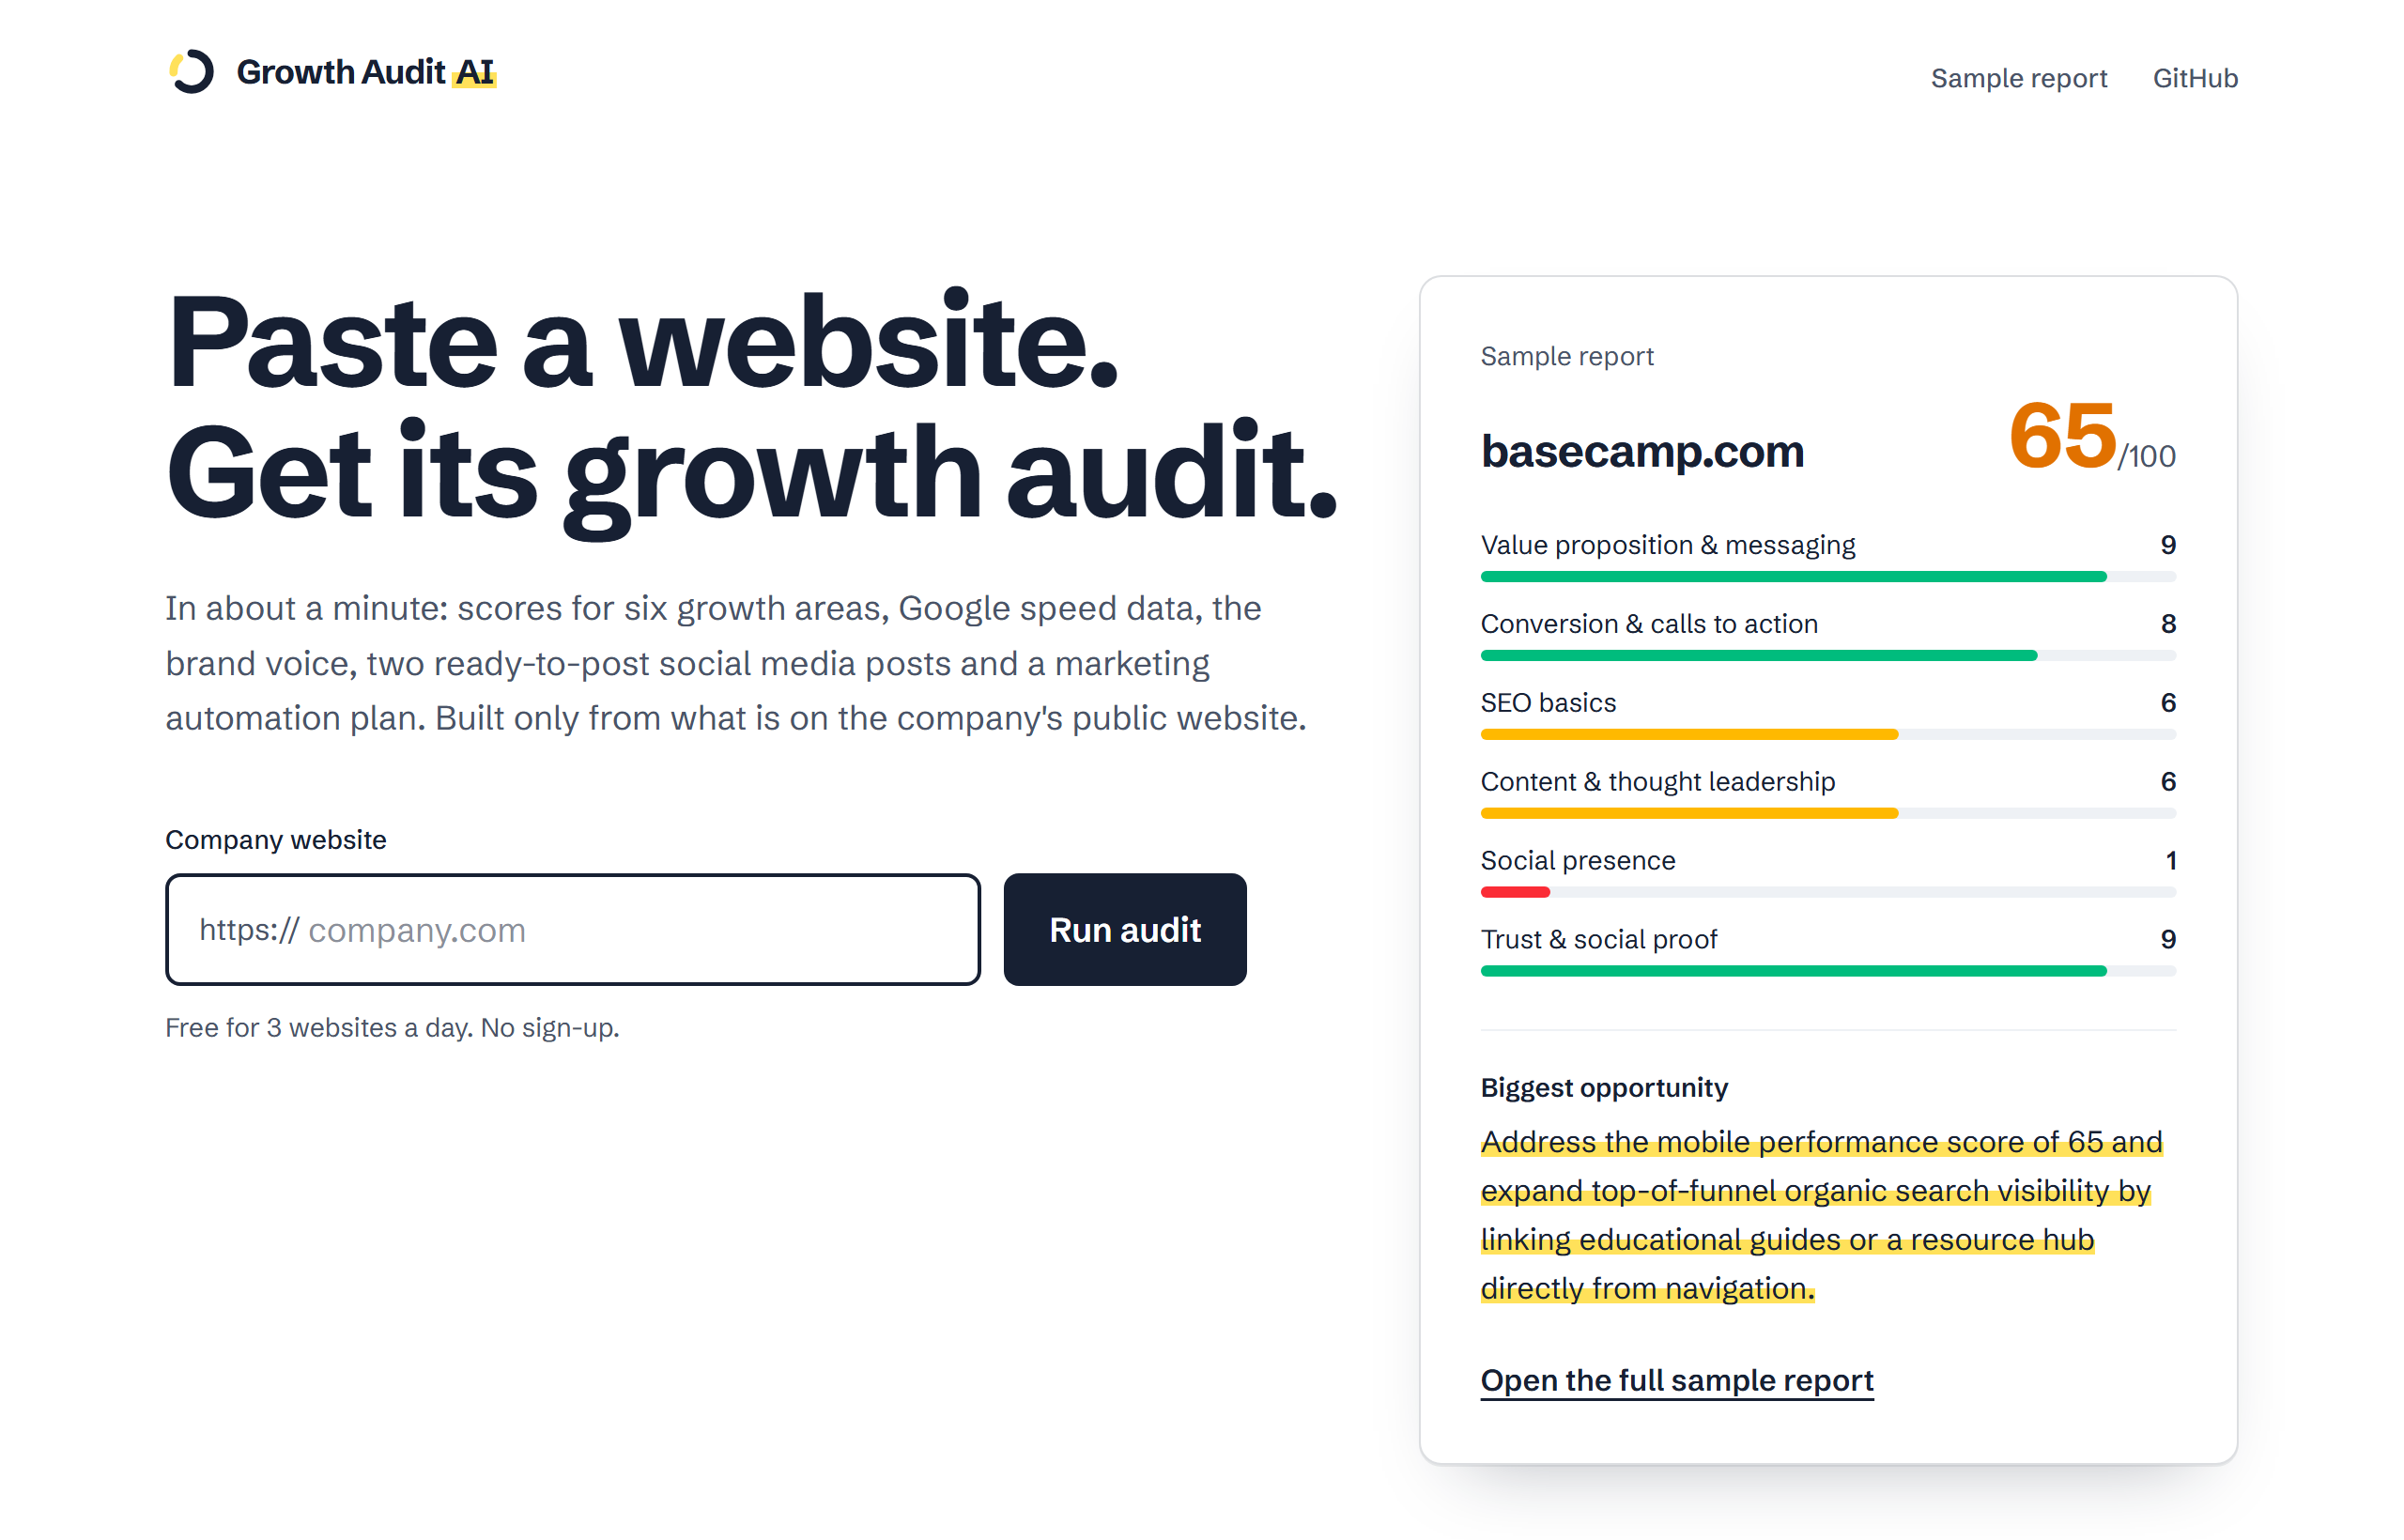 Growth Audit AI
Sample report
GitHub
Paste a website.
Get its growth audit.
In about a minute: scores for six growth areas, Google speed data, the
brand voice, two ready-to-post social media posts and a marketing
automation plan. Built only from what is on the company's public website.
Company website
https:// company.com
Run audit
Free for 3 websites a day. No sign-up.
Sample report
basecamp.com
65/100
Value proposition & messaging 9
Conversion & calls to action 8
SEO basics 6
Content & thought leadership 6
Social presence 1
Trust & social proof 9
Biggest opportunity
Address the mobile performance score of 65 and
expand top-of-funnel organic search visibility by
linking educational guides or a resource hub
directly from navigation.
Open the full sample report